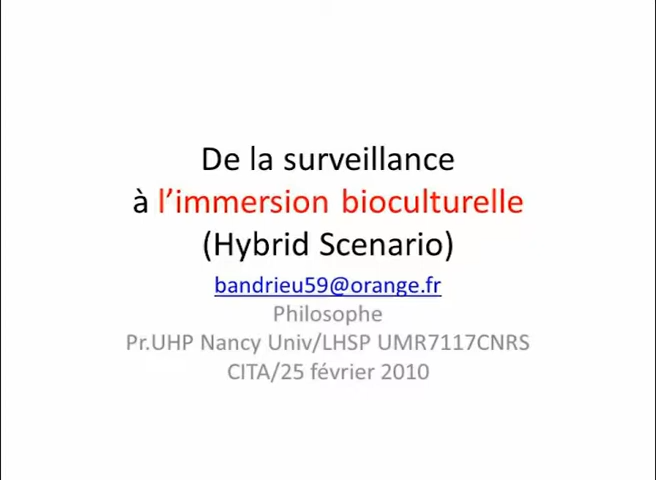 De la surveillance
à l’immersion bioculturelle
(Hybrid Scenario)
bandrieu59@orange.fr
Philosophe
Pr.UHP Nancy Univ/LHSP UMR7117CNRS
CITA/25 février 2010